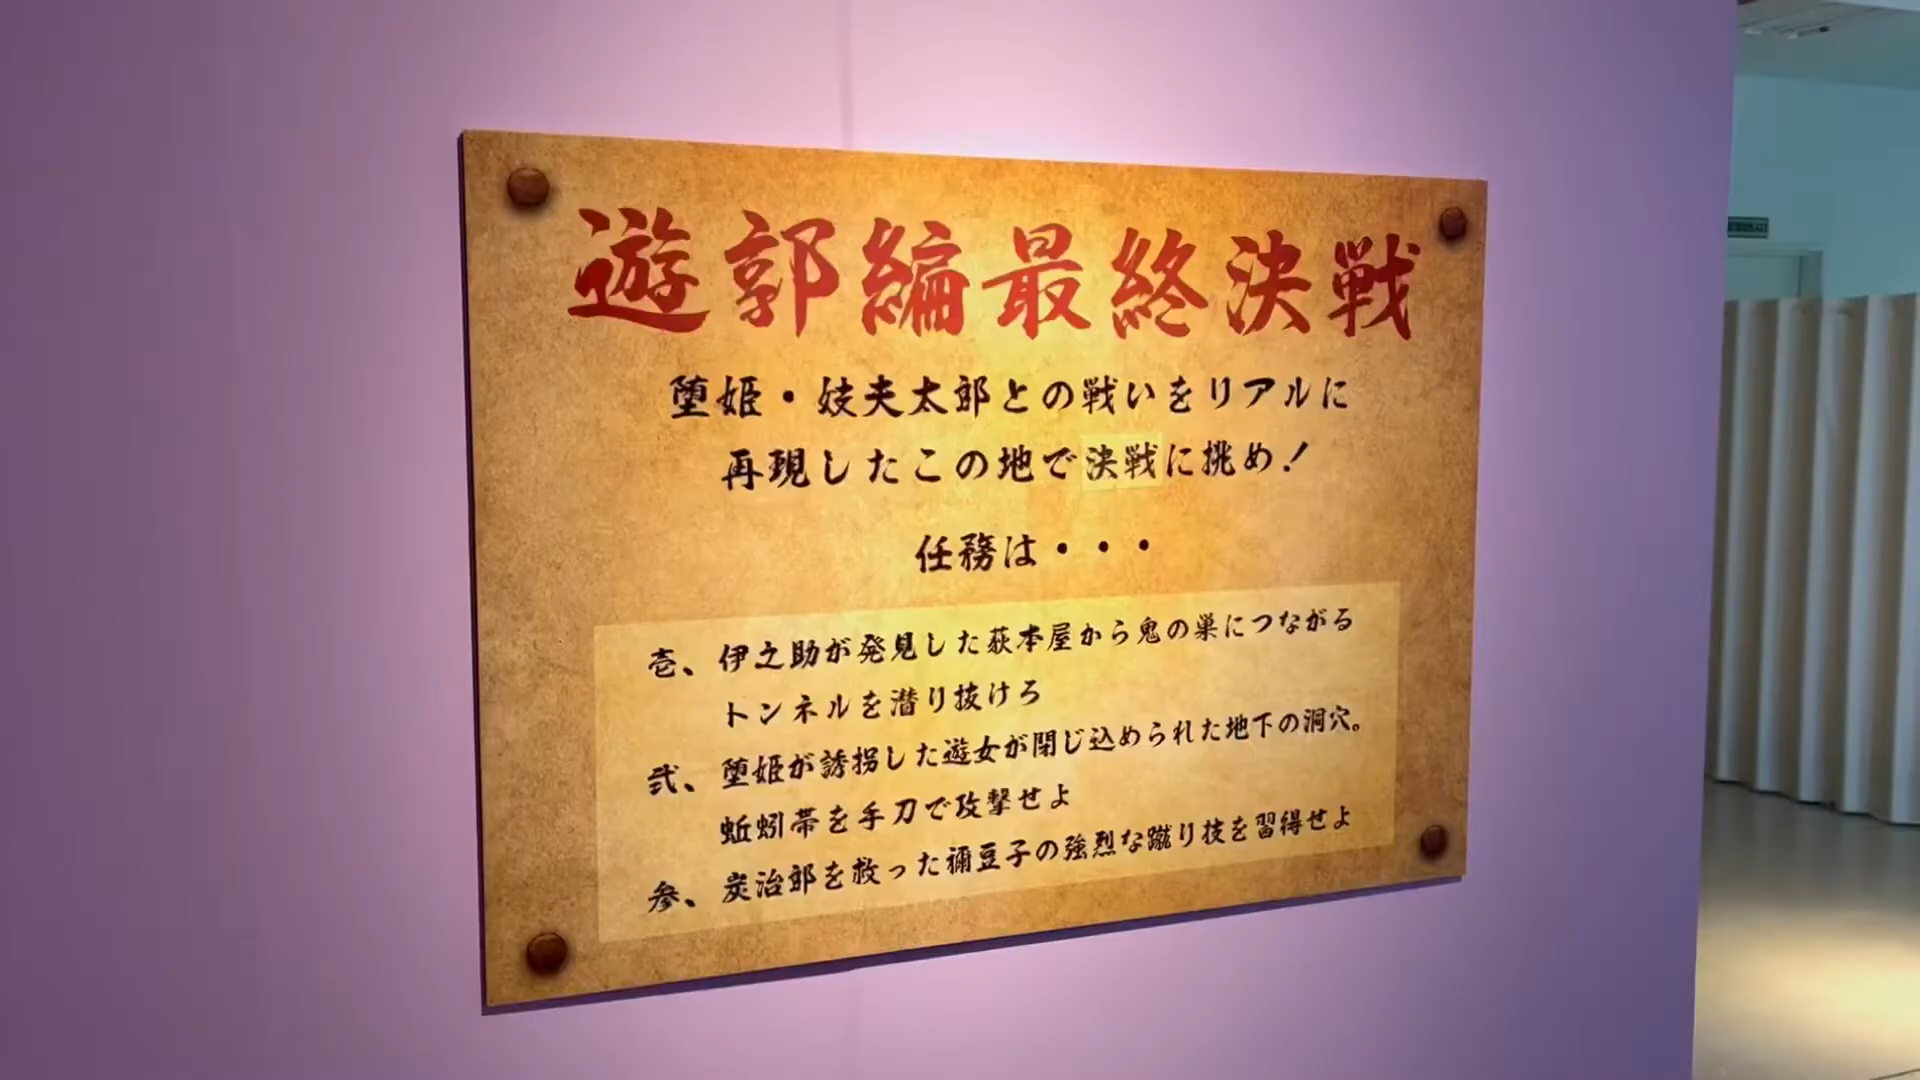 遊郭編最終決戦
堕姫・妓夫太郎との戦いをリアルに
再現したこの地で決戦に挑め！
任務は・・・
壱、伊之助が発見した荻本屋から鬼の巣につながる
トンネルを潜り抜けろ
弐、堕姫が誘拐した遊女が閉じ込められた地下の洞穴。
蚯蚓帯を手刀で攻撃せよ
参、炭治郎を救った禰豆子の強烈な蹴り技を習得せよ